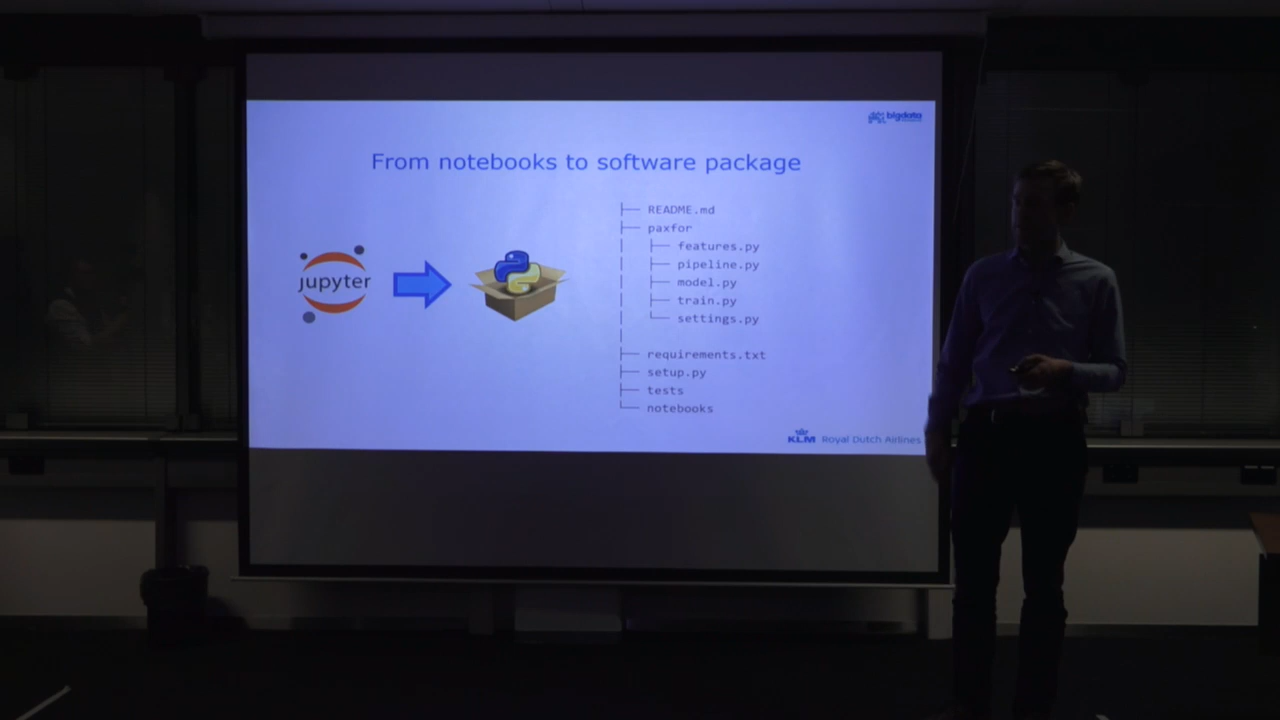 bigdata
From notebooks to software package
jupyter
├── README.md
├── paxfor
│   ├── features.py
│   ├── pipeline.py
│   ├── model.py
│   ├── train.py
│   └── settings.py
│
├── requirements.txt
├── setup.py
├── tests
└── notebooks
KLM Royal Dutch Airlines